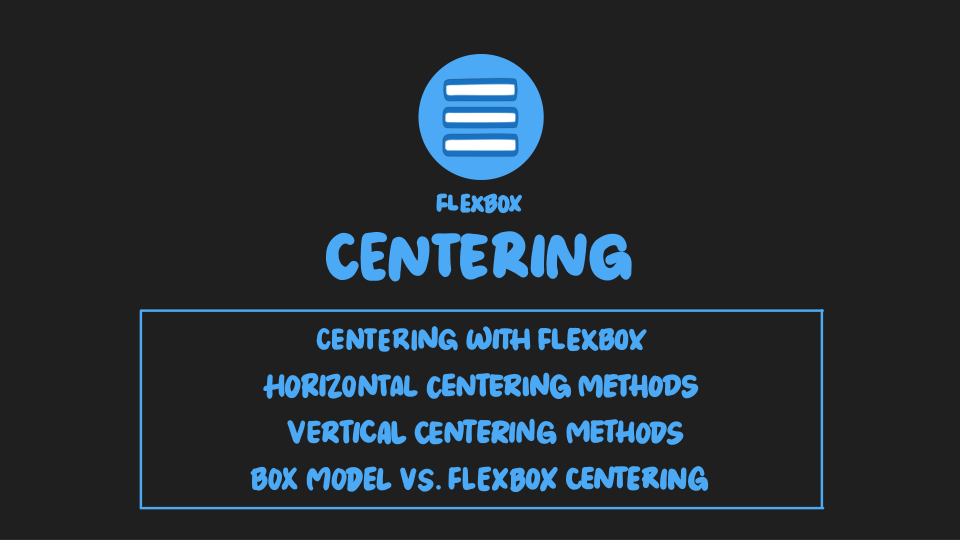 FLEXBOX
CENTERING
CENTERING WITH FLEXBOX
HORIZONTAL CENTERING METHODS
VERTICAL CENTERING METHODS
BOX MODEL VS. FLEXBOX CENTERING